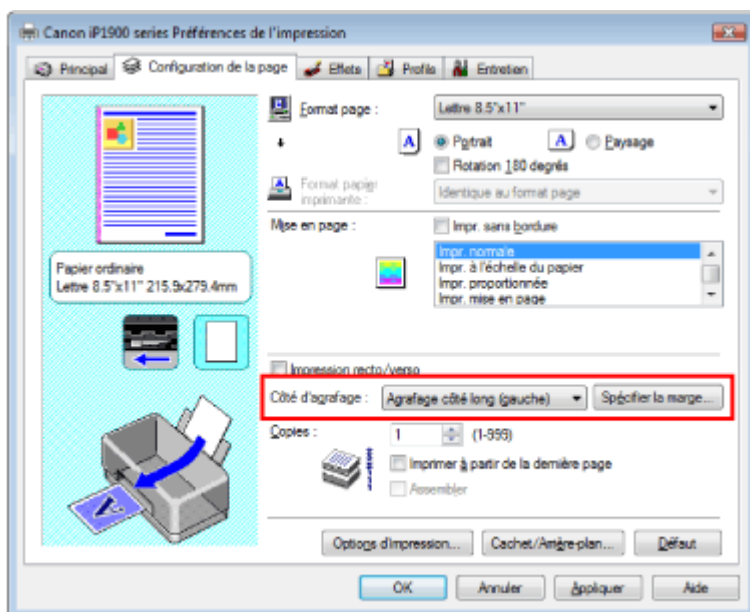 Canon iP1900 series Préférences de l'impression
Principal Configuration de la page Effets Profils Entretien
Format page : Lettre 8.5"x11"
A Portrait A Paysage
Rotation 180 degrés
Format papier imprimante : Identique au format page
Mise en page : Impr. sans bordure
Impr. normale
Impr. à l'échelle du papier
Impr. proportionnée
Impr. mise en page
Papier ordinaire
Lettre 8.5"x11" 215.9x279.4mm
Impression recto/verso
Côté d'agrafage : Agrafage côté long (gauche) Spécifier la marge...
Copies : 1 (1-999)
Imprimer à partir de la dernière page
Assembler
Options d'impression... Cachet/Arrière-plan... Défaut
OK Annuler Appliquer Aide